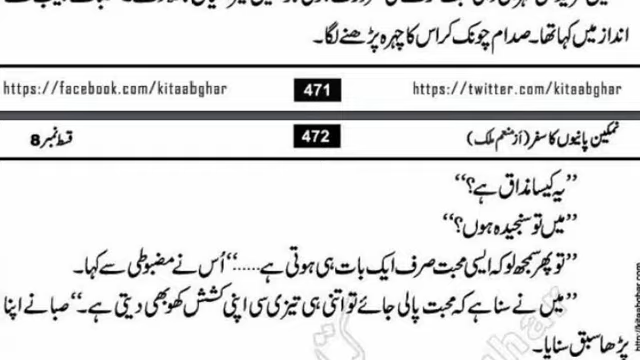 انداز میں کہا تھا۔ صدام چونک کر اس کا چہرہ پڑھنے لگا۔
https://facebook.com/kitaabghar 471 https://twitter.com/kitaabghar
نمکین پانیوں کا سفر (از منعم ملک) 472 قسط نمبر 8
’’یہ کیسا مذاق ہے؟‘‘
’’میں تو سنجیدہ ہوں؟‘‘
’’تو پھر سمجھ لو کہ ایسی محبت صرف ایک بات ہی ہوتی ہے.....‘‘ اُس نے مضبوطی سے کہا۔
’’میں نے سنا ہے کہ محبت پالی جائے تو اتنی ہی تیزی سی اپنی کشش کھو بھی دیتی ہے۔‘‘ صبا نے اپنا
پڑھا سبق سنایا۔